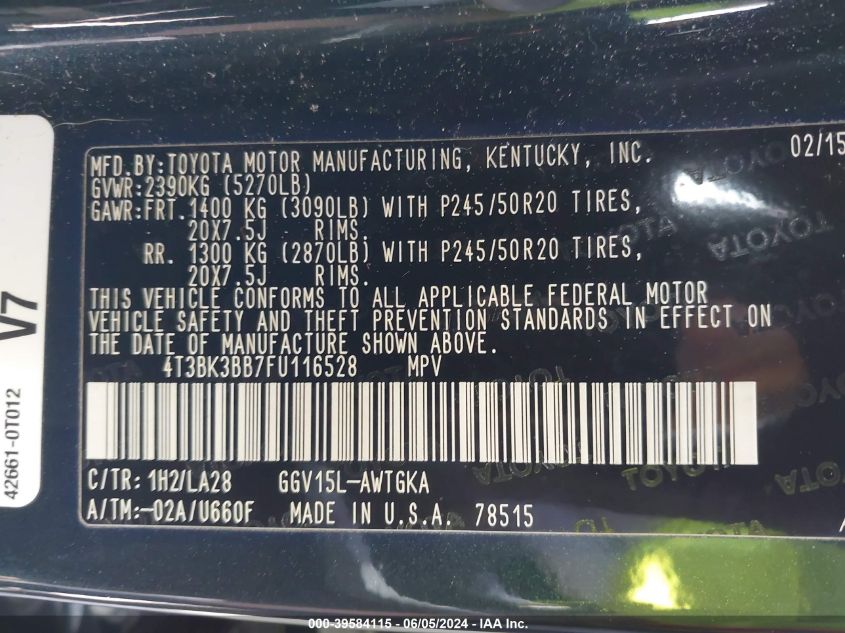 MFD. BY: TOYOTA MOTOR MANUFACTURING, KENTUCKY, INC. 02/15
GVWR: 2390KG (5270LB)
GAWR: FRT. 1400 KG (3090LB) WITH P245/50R20 TIRES,
20X7.5J RIMS.
RR. 1300 KG (2870LB) WITH P245/50R20 TIRES,
20X7.5J RIMS.
THIS VEHICLE CONFORMS TO ALL APPLICABLE FEDERAL MOTOR
VEHICLE SAFETY AND THEFT PREVENTION STANDARDS IN EFFECT ON
THE DATE OF MANUFACTURE SHOWN ABOVE.
4T3BK3BB7FU116528 MPV
C/TR: 1H2/LA28 GGV15L-AWTGKA
A/TM:-02A/U660F MADE IN U.S.A. 78515
V7
42661-0T012
TOYOTA
TOYOTA
TOYOTA
TOYOTA
000-39584115 - 06/05/2024 - IAA Inc.